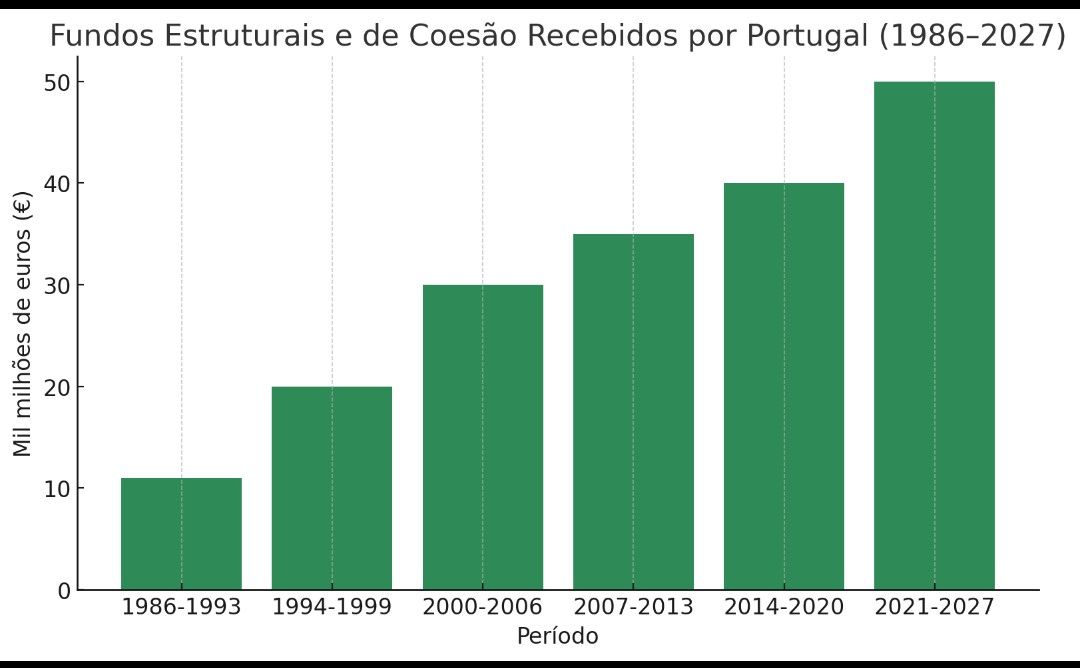 Fundos Estruturais e de Coesão Recebidos por Portugal (1986–2027)
Mil milhões de euros (€)
50
40
30
20
10
0
1986-1993 1994-1999 2000-2006 2007-2013 2014-2020 2021-2027
Período